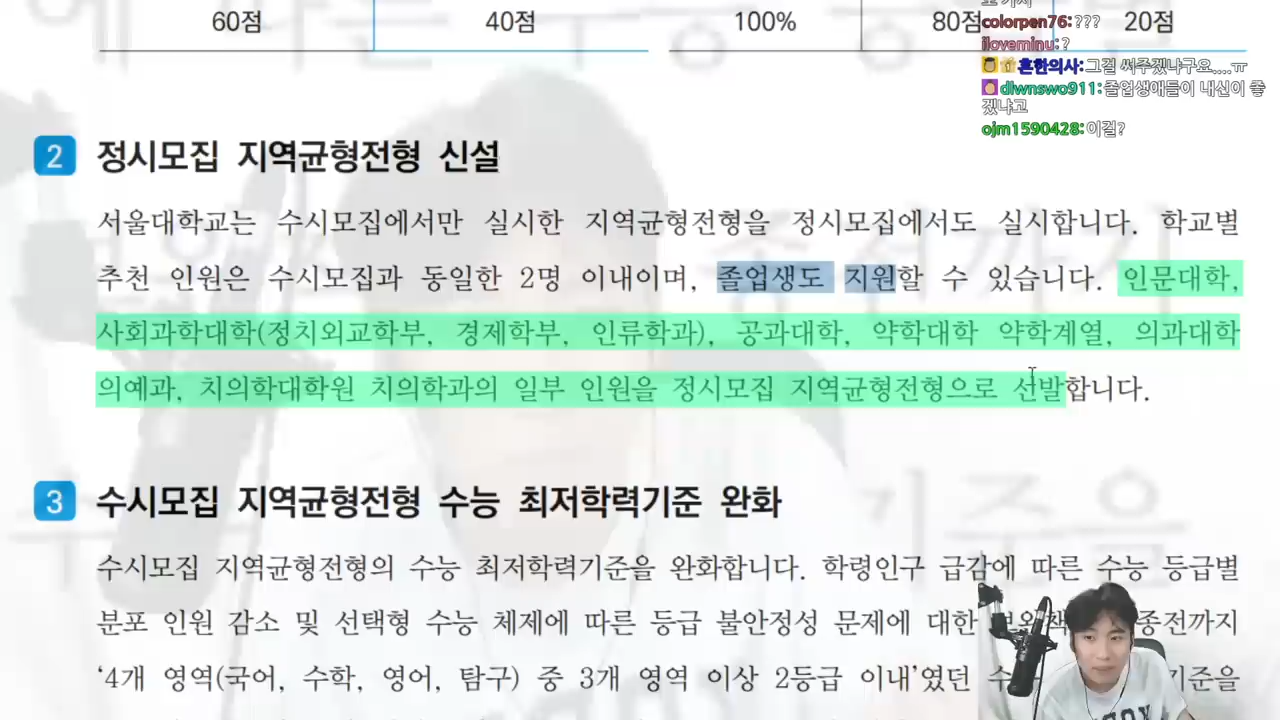 60점 40점 100% 80점 20점
colorpen76: ???
iloveminu: ?
흔한의사: 그걸 써주겠냐구요....ㅠ
dlwnswo911: 졸업생애들이 내신이 좋
겠냐고
ojm1590428: 이걸?
2 정시모집 지역균형전형 신설
서울대학교는 수시모집에서만 실시한 지역균형전형을 정시모집에서도 실시합니다. 학교별
추천 인원은 수시모집과 동일한 2명 이내이며, 졸업생도 지원할 수 있습니다. 인문대학,
사회과학대학(정치외교학부, 경제학부, 인류학과), 공과대학, 약학대학 약학계열, 의과대학
의예과, 치의학대학원 치의학과의 일부 인원을 정시모집 지역균형전형으로 선발합니다.
3 수시모집 지역균형전형 수능 최저학력기준 완화
수시모집 지역균형전형의 수능 최저학력기준을 완화합니다. 학령인구 급감에 따른 수능 등급별
분포 인원 감소 및 선택형 수능 체제에 따른 등급 불안정성 문제에 대한 종전까지
‘4개 영역(국어, 수학, 영어, 탐구) 중 3개 영역 이상 2등급 이내’였던 기준을